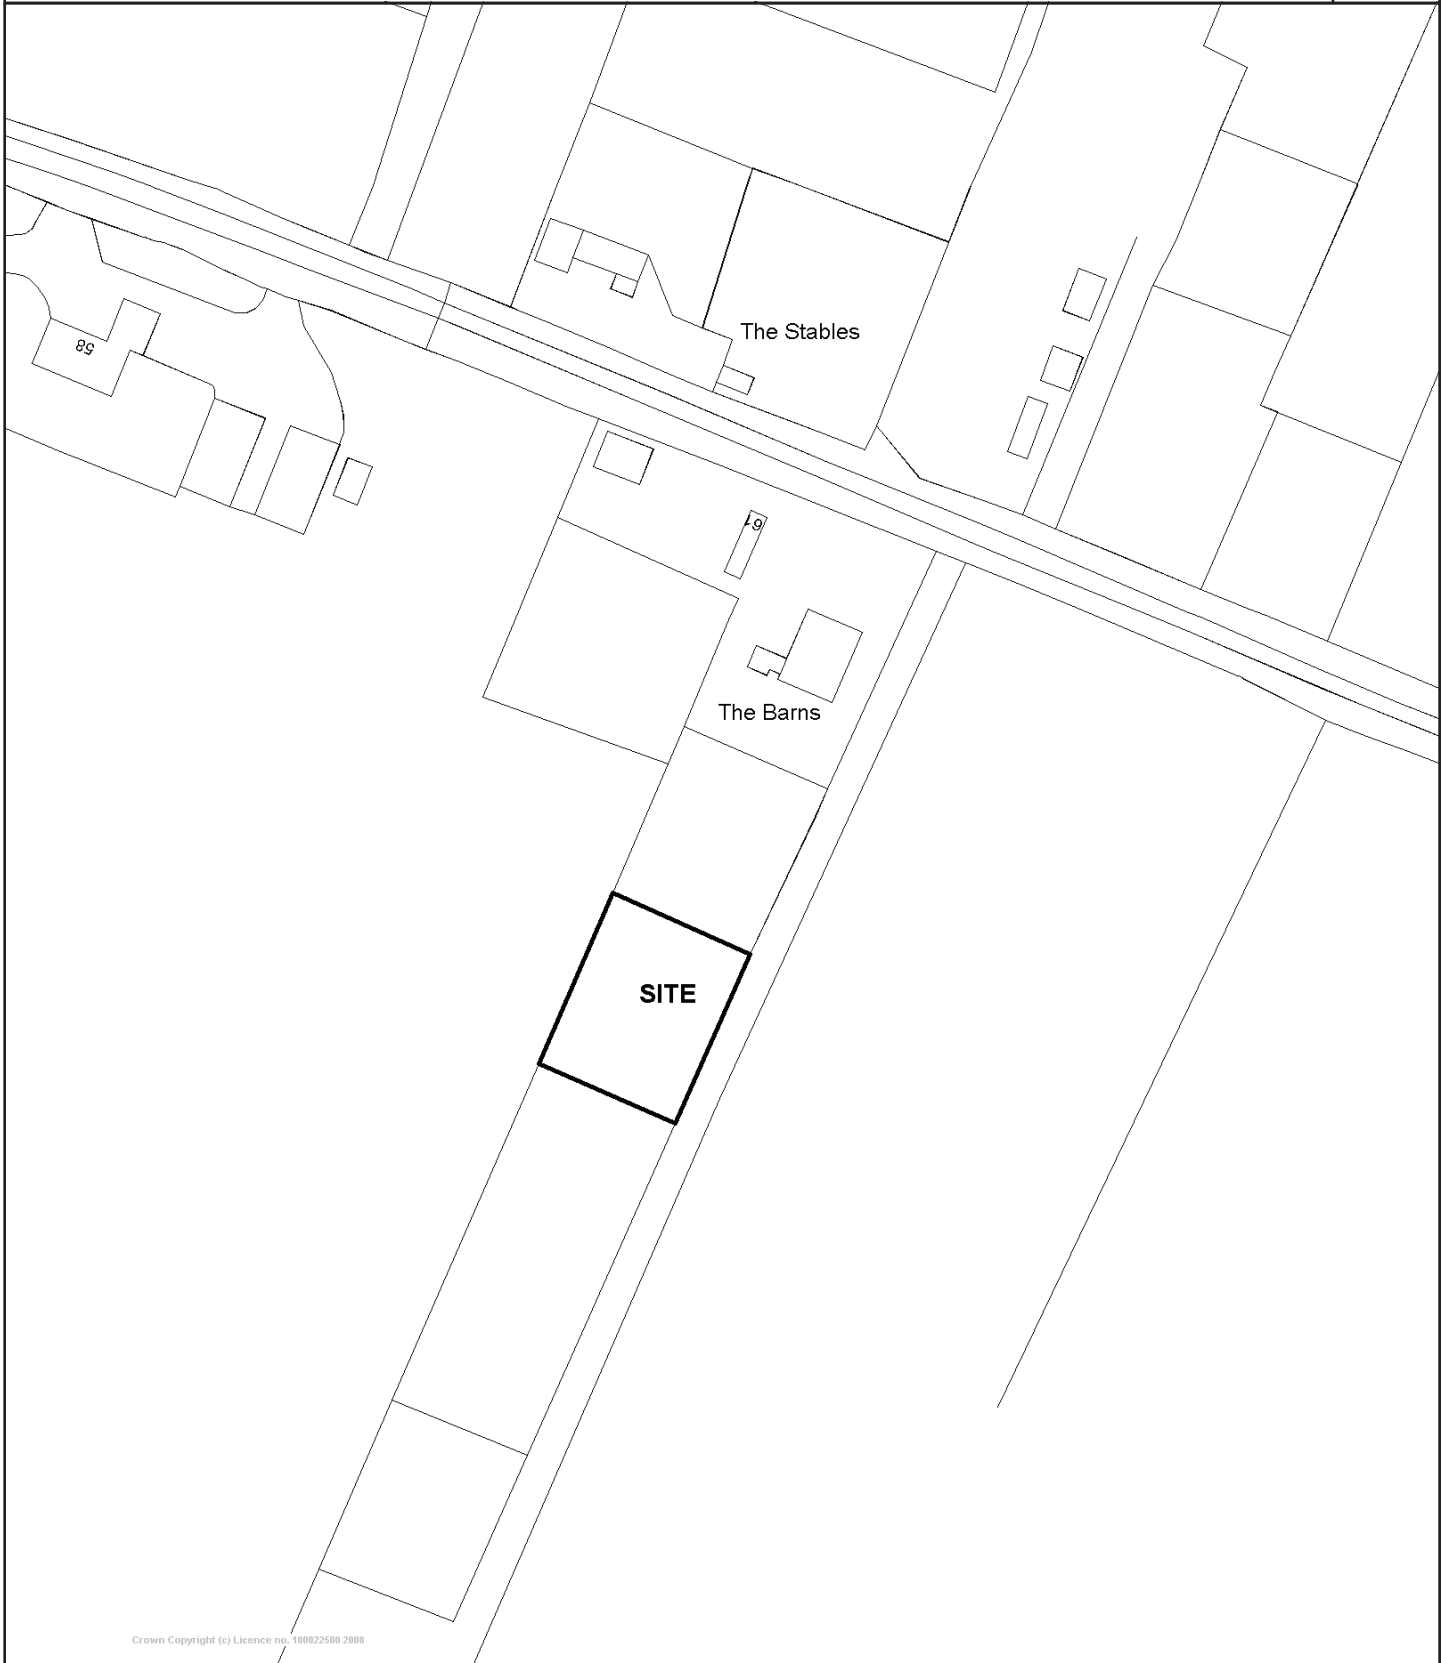 The Stables
58
61
The Barns
SITE
Crown Copyright (c) Licence no. 100022500 2008